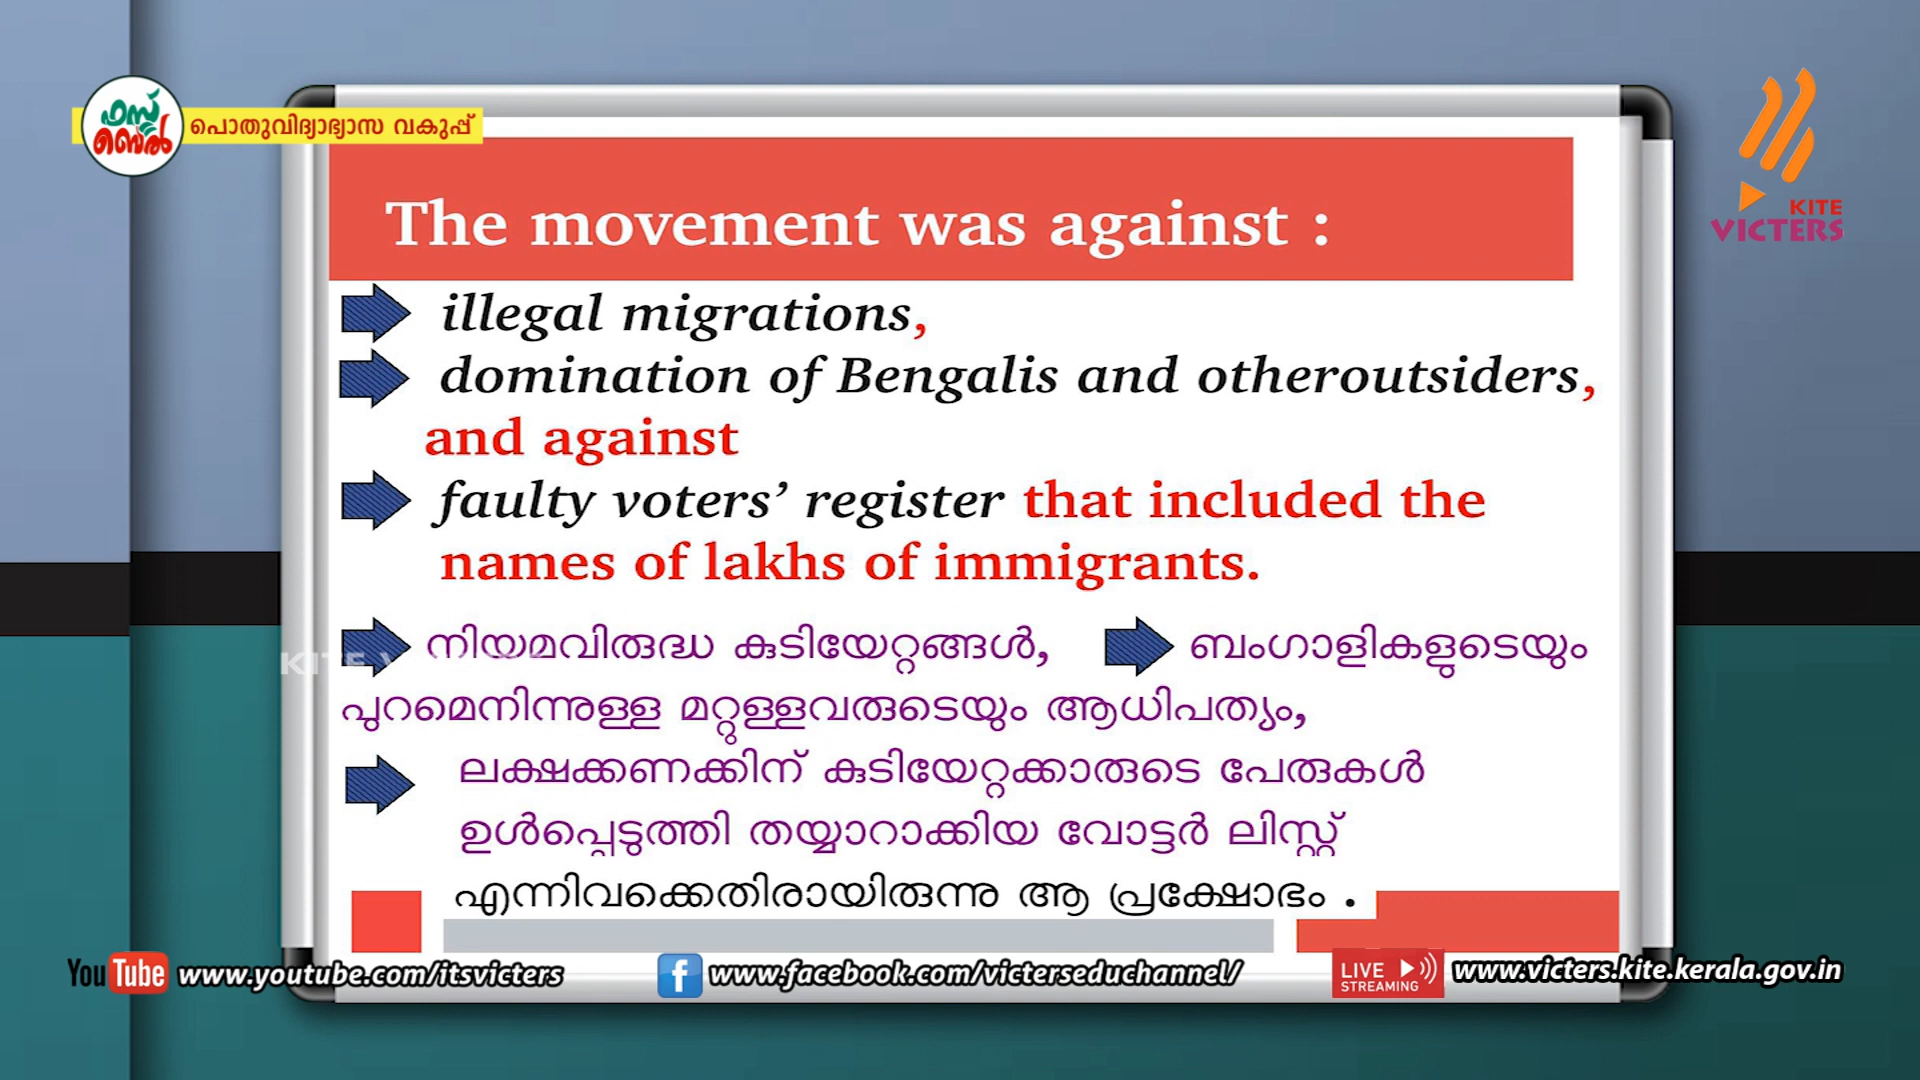 ഫസ്റ്റ്
ബെൽ
പൊതുവിദ്യാഭ്യാസ വകുപ്പ്
KITE
VICTERS
The movement was against :
illegal migrations,
domination of Bengalis and otheroutsiders,
and against
faulty voters’ register that included the
names of lakhs of immigrants.
നിയമവിരുദ്ധ കുടിയേറ്റങ്ങൾ, ബംഗാളികളുടെയും
പുറമെനിന്നുള്ള മറ്റുള്ളവരുടെയും ആധിപത്യം,
ലക്ഷക്കണക്കിന് കുടിയേറ്റക്കാരുടെ പേരുകൾ
ഉൾപ്പെടുത്തി തയ്യാറാക്കിയ വോട്ടർ ലിസ്റ്റ്
എന്നിവക്കെതിരായിരുന്നു ആ പ്രക്ഷോഭം .
YouTube www.youtube.com/itsvicters f www.facebook.com/victerseduchannel/ LIVE STREAMING www.victers.kite.kerala.gov.in